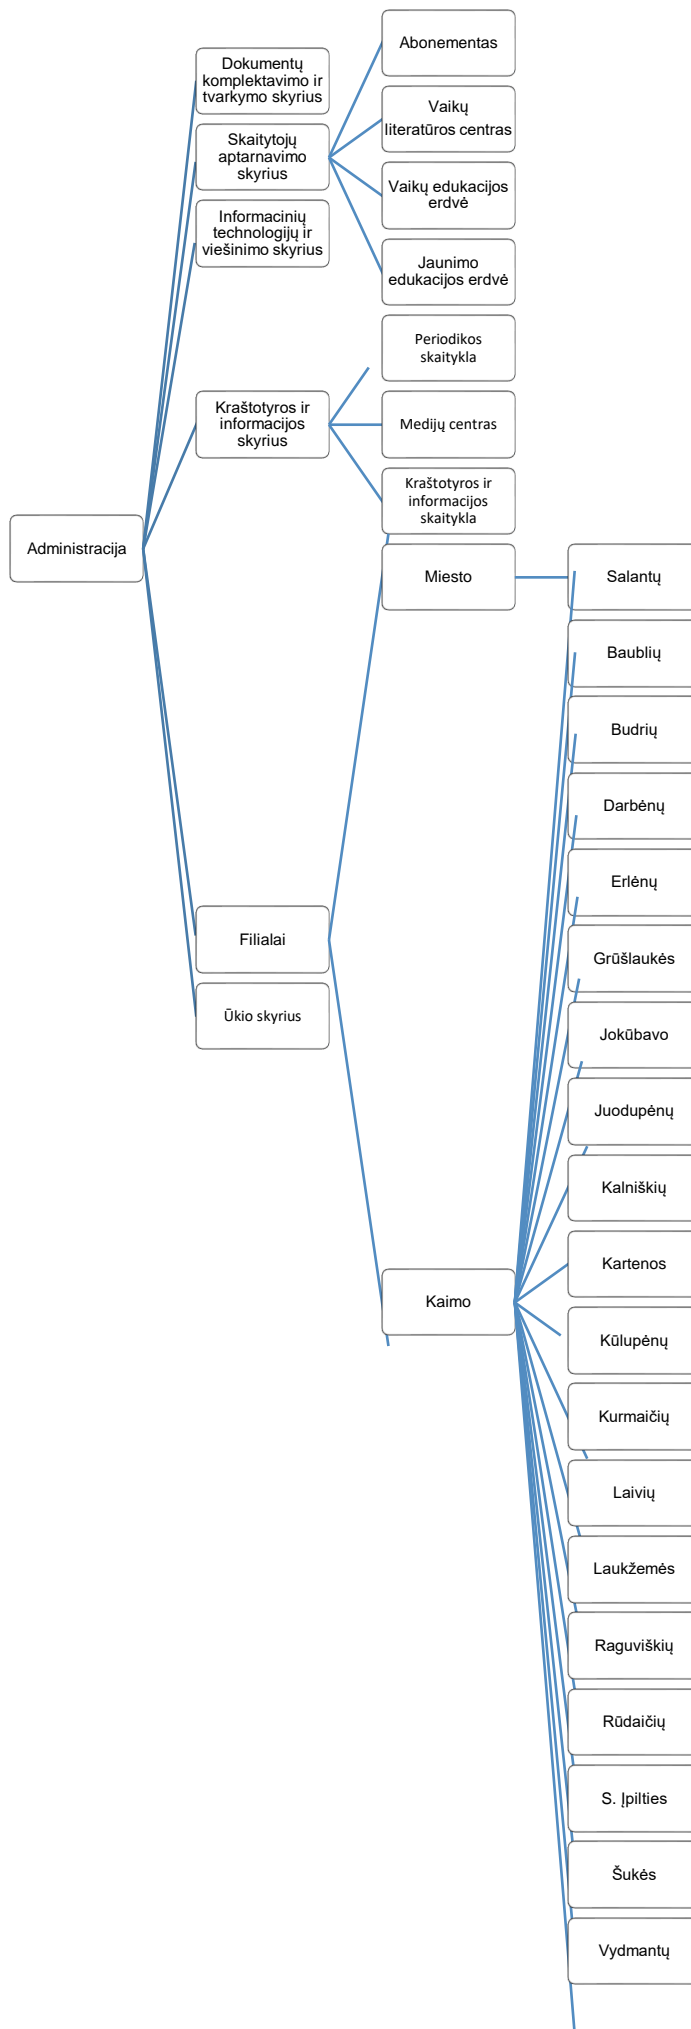 Administracija
Dokumentų
komplektavimo ir
tvarkymo skyrius
Skaitytojų
aptarnavimo
skyrius
Abonementas
Vaikų
literatūros centras
Vaikų edukacijos
erdvė
Jaunimo
edukacijos erdvė
Informacinių
technologijų ir
viešinimo skyrius
Kraštotyros ir
informacijos
skyrius
Periodikos
skaitykla
Medijų centras
Kraštotyros ir
informacijos
skaitykla
Filialai
Miesto
Salantų
Kaimo
Baublių
Budrių
Darbėnų
Erlėnų
Grūšlaukės
Jokūbavo
Juodupėnų
Kalniškių
Kartenos
Kūlupėnų
Kurmaičių
Laivių
Laukžemės
Raguviškių
Rūdaičių
S. Įpilties
Šukės
Vydmantų
Ūkio skyrius